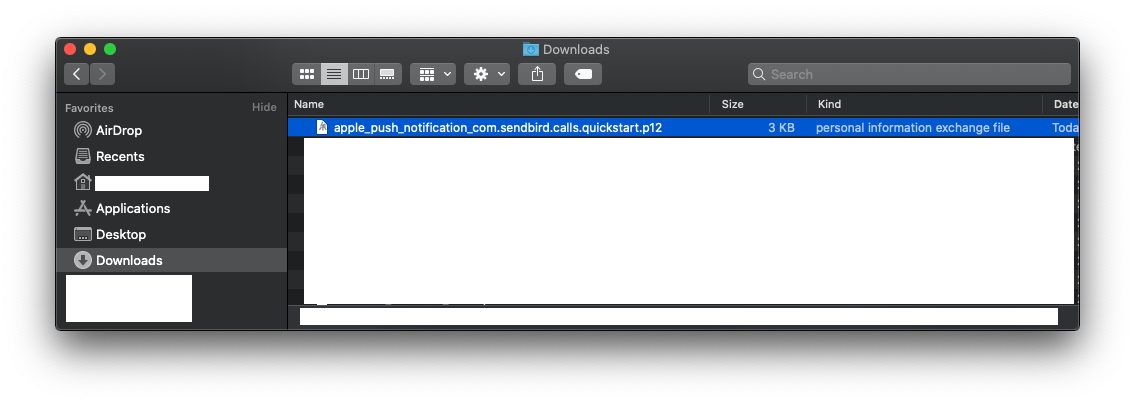 Downloads
Search
Favorites Hide
Name Size Kind Date
AirDrop
apple_push_notification_com.sendbird.calls.quickstart.p12 3 KB personal information exchange file Toda
Recents
Applications
Desktop
Downloads